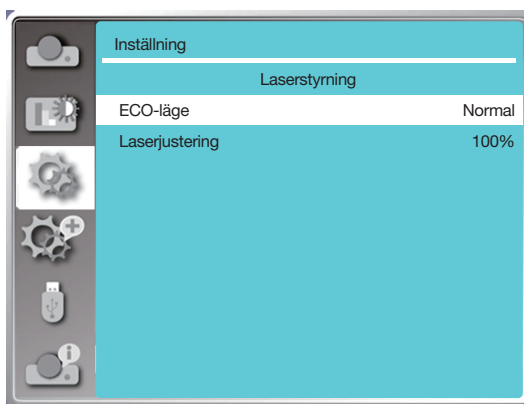 Inställning
Laserstyrning
ECO-läge Normal
Laserjustering 100%